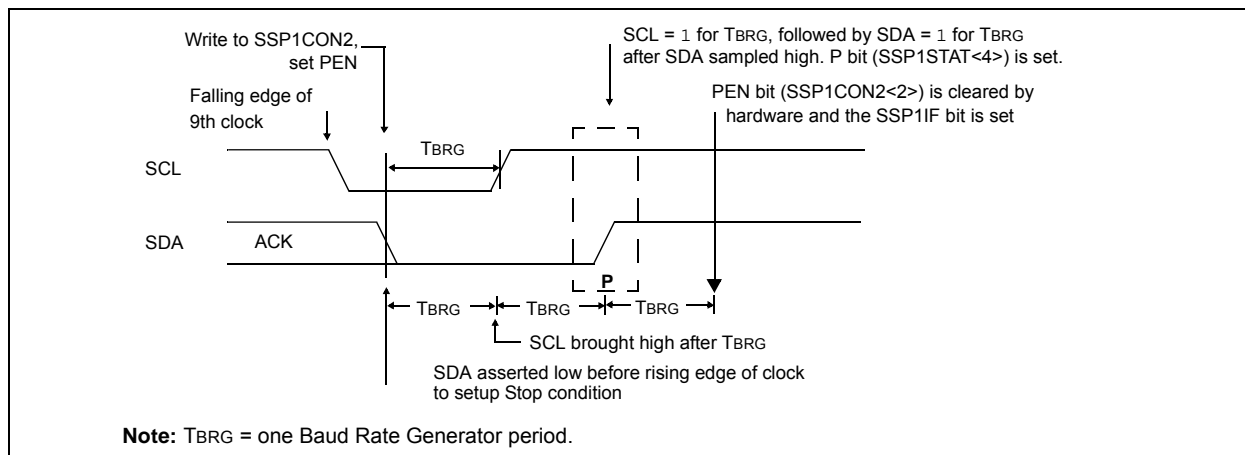 Write to SSP1CON2,
set PEN
SCL = 1 for TBRG, followed by SDA = 1 for TBRG
after SDA sampled high. P bit (SSP1STAT<4>) is set.
Falling edge of
9th clock
PEN bit (SSP1CON2<2>) is cleared by
hardware and the SSP1IF bit is set
TBRG
SCL
SDA
ACK
P
TBRG
TBRG
TBRG
SCL brought high after TBRG
SDA asserted low before rising edge of clock
to setup Stop condition
Note: TBRG = one Baud Rate Generator period.